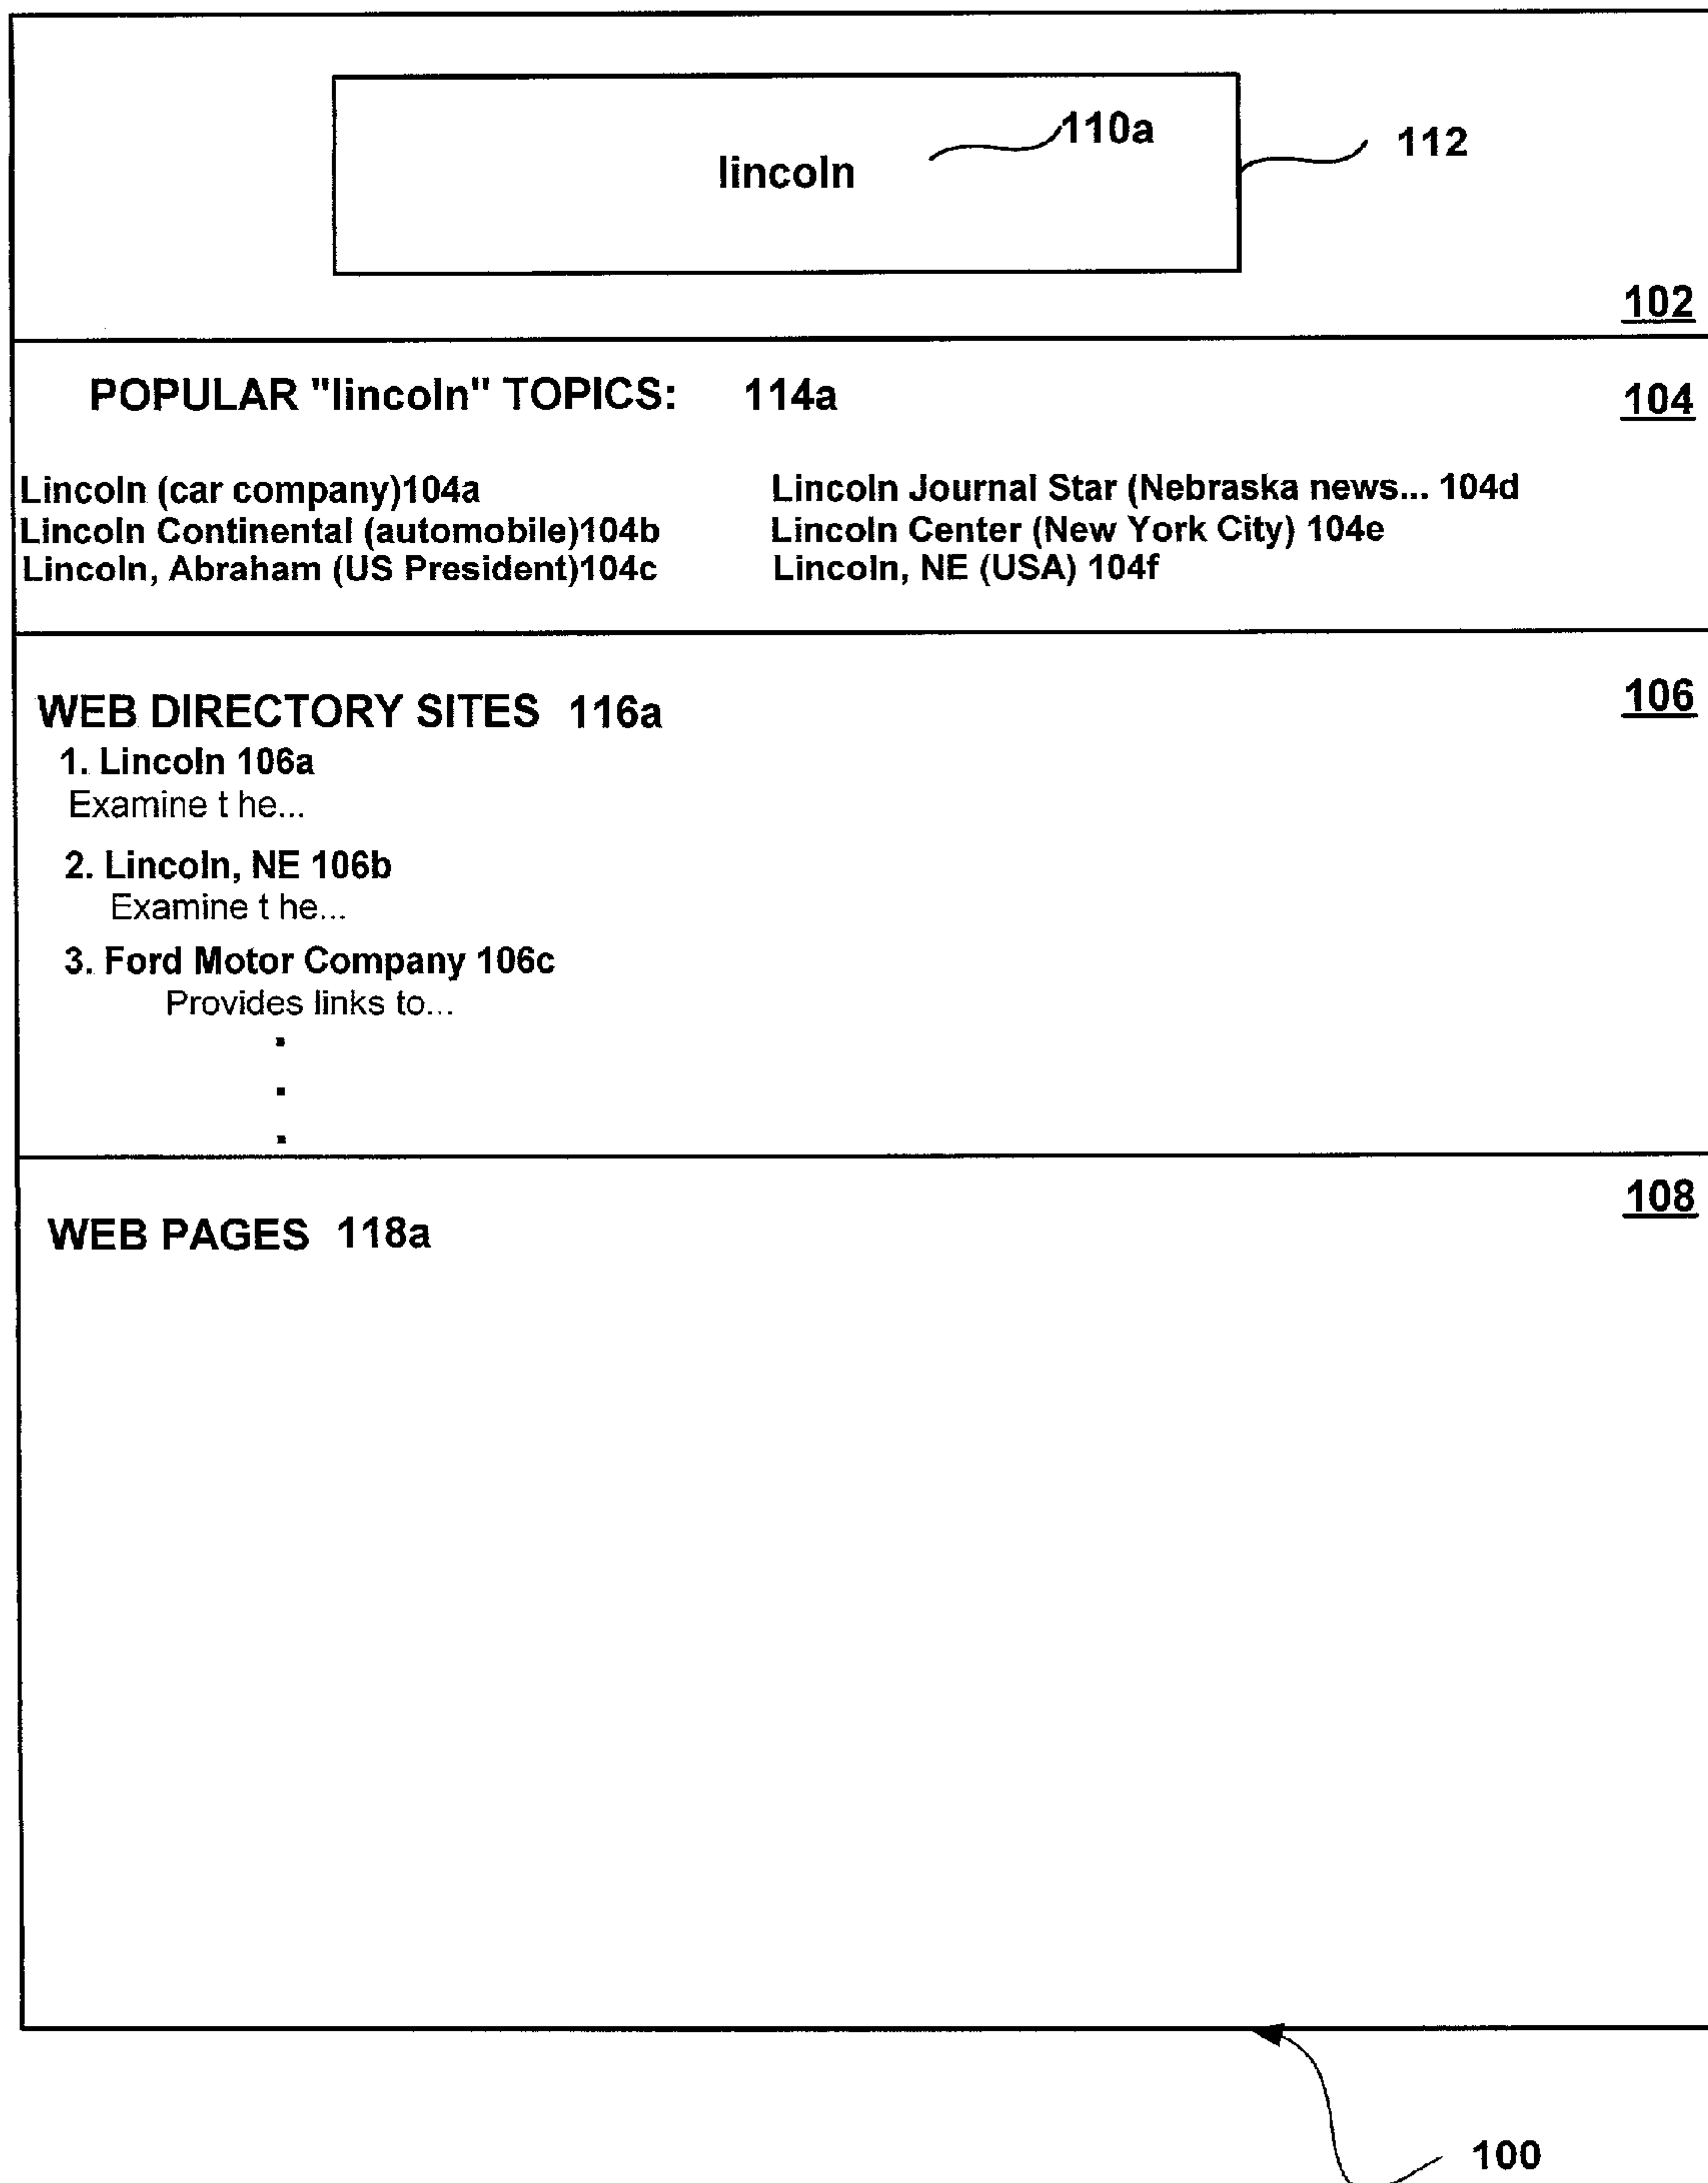 110a
lincoln
112
102
POPULAR "lincoln" TOPICS: 114a
104
Lincoln (car company)104a
Lincoln Continental (automobile)104b
Lincoln, Abraham (US President)104c
Lincoln Journal Star (Nebraska news... 104d
Lincoln Center (New York City) 104e
Lincoln, NE (USA) 104f
WEB DIRECTORY SITES 116a
106
1. Lincoln 106a
Examine t he...
2. Lincoln, NE 106b
Examine t he...
3. Ford Motor Company 106c
Provides links to...
108
WEB PAGES 118a
100